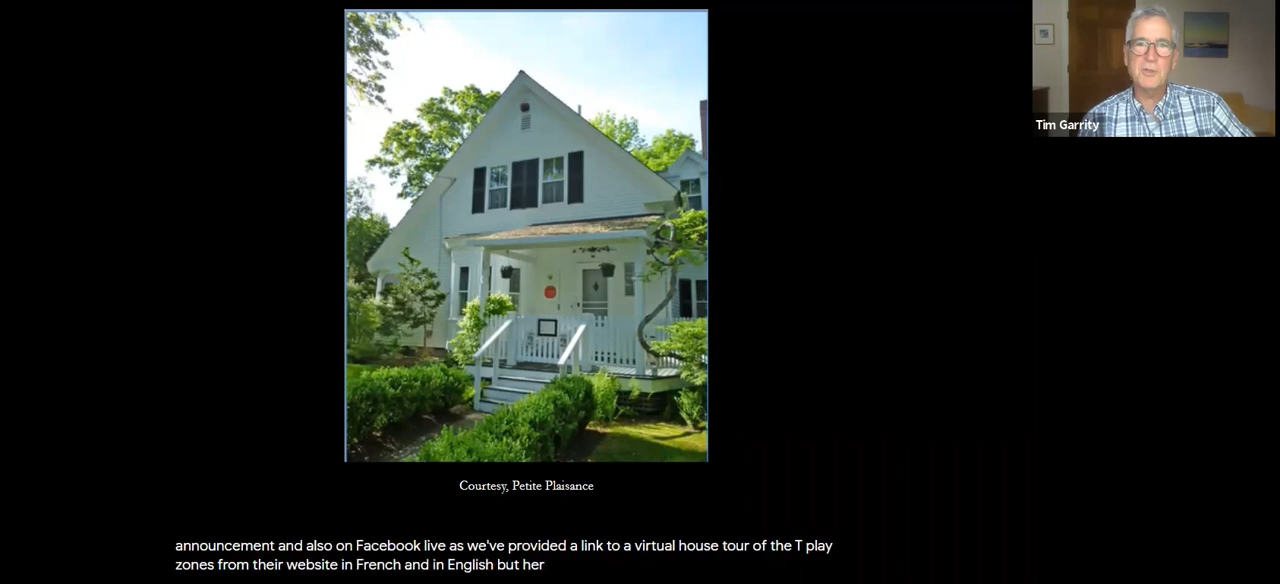 Tim Garrity
Courtesy, Petite Plaisance
announcement and also on Facebook live as we've provided a link to a virtual house tour of the T play
zones from their website in French and in English but her